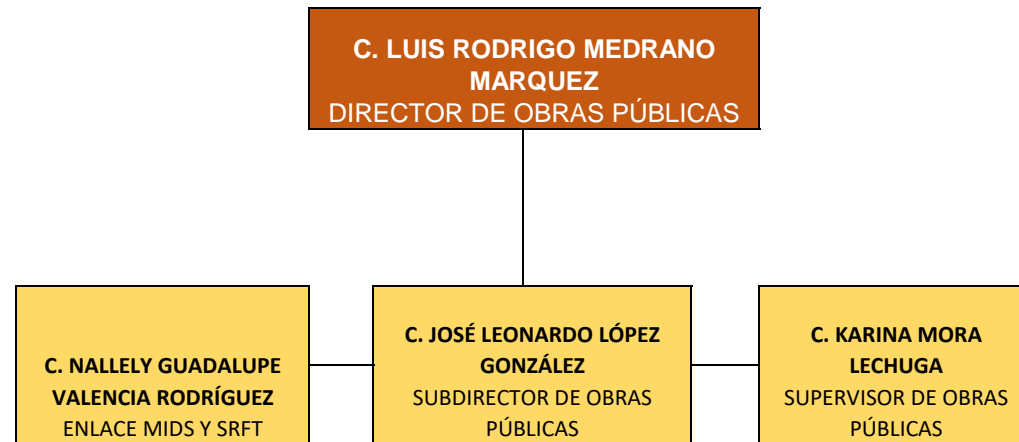 C. LUIS RODRIGO MEDRANO
MARQUEZ
DIRECTOR DE OBRAS PÚBLICAS
C. NALLELY GUADALUPE
VALENCIA RODRÍGUEZ
ENLACE MIDS Y SRFT
C. JOSÉ LEONARDO LÓPEZ
GONZÁLEZ
SUBDIRECTOR DE OBRAS
PÚBLICAS
C. KARINA MORA
LECHUGA
SUPERVISOR DE OBRAS
PÚBLICAS